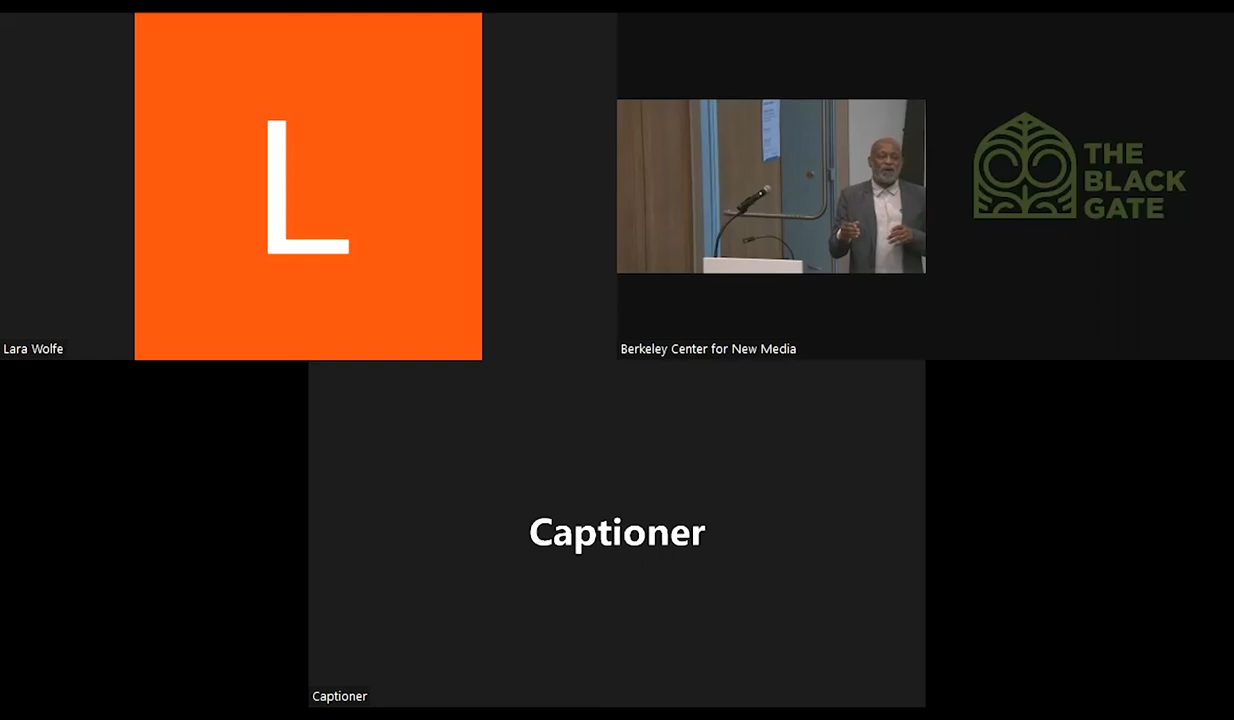 L
Lara Wolfe
THE
BLACK
GATE
Berkeley Center for New Media
Captioner
Captioner